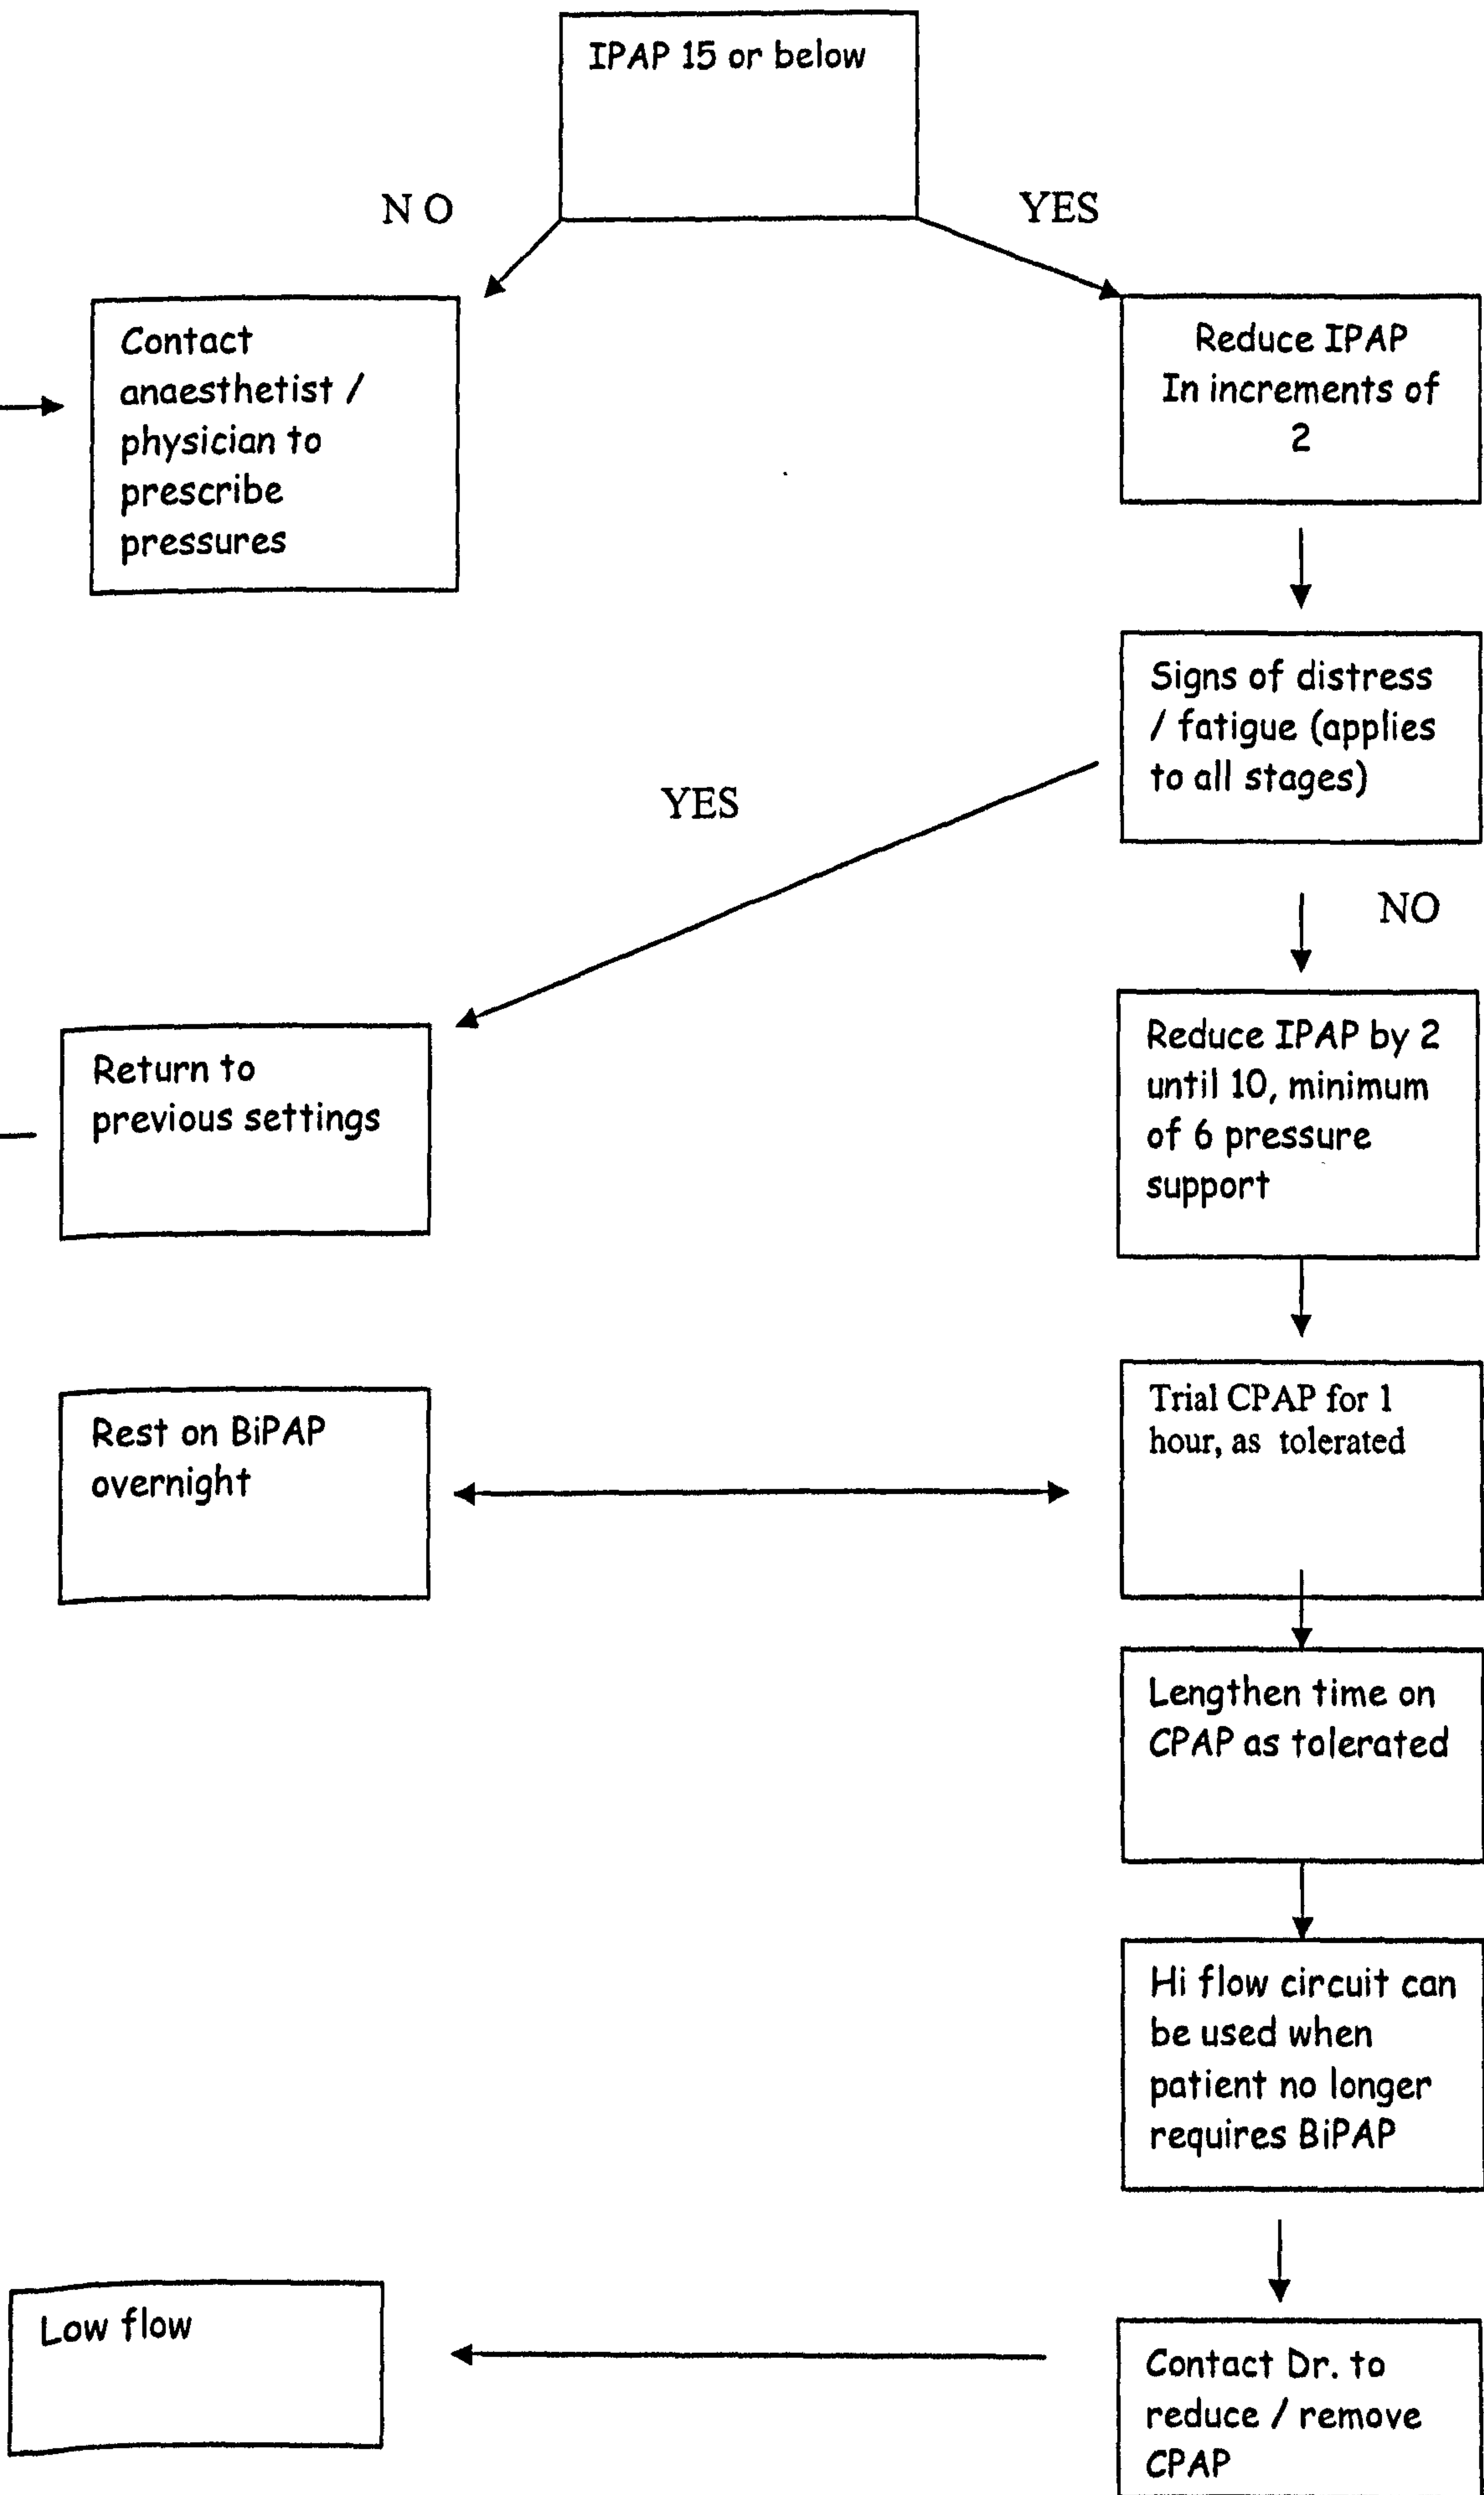 IPAP 15 or below
N O
YES
Contact
anaesthetist /
physician to
prescribe
pressures
Reduce IPAP
In increments of
2
Signs of distress
/ fatigue (applies
to all stages)
YES
NO
Return to
previous settings
Reduce IPAP by 2
until 10, minimum
of 6 pressure
support
Rest on BiPAP
overnight
Trial CPAP for 1
hour, as tolerated
Lengthen time on
CPAP as tolerated
Hi flow circuit can
be used when
patient no longer
requires BiPAP
Low flow
Contact Dr. to
reduce / remove
CPAP